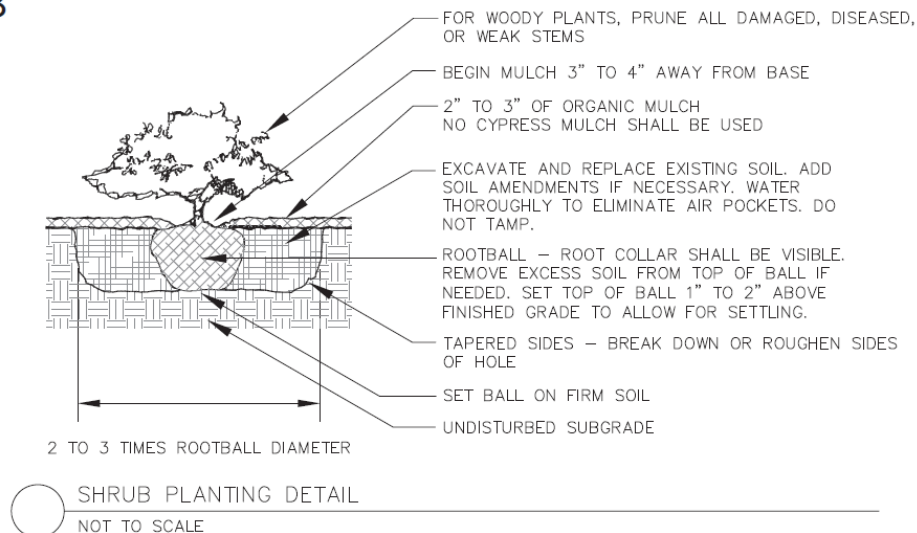 FOR WOODY PLANTS, PRUNE ALL DAMAGED, DISEASED,
OR WEAK STEMS
BEGIN MULCH 3” TO 4” AWAY FROM BASE
2” TO 3” OF ORGANIC MULCH
NO CYPRESS MULCH SHALL BE USED
EXCAVATE AND REPLACE EXISTING SOIL. ADD
SOIL AMENDMENTS IF NECESSARY. WATER
THOROUGHLY TO ELIMINATE AIR POCKETS. DO
NOT TAMP.
ROOTBALL – ROOT COLLAR SHALL BE VISIBLE.
REMOVE EXCESS SOIL FROM TOP OF BALL IF
NEEDED. SET TOP OF BALL 1” TO 2” ABOVE
FINISHED GRADE TO ALLOW FOR SETTLING.
TAPERED SIDES – BREAK DOWN OR ROUGHEN SIDES
OF HOLE
SET BALL ON FIRM SOIL
UNDISTURBED SUBGRADE
2 TO 3 TIMES ROOTBALL DIAMETER
SHRUB PLANTING DETAIL
NOT TO SCALE